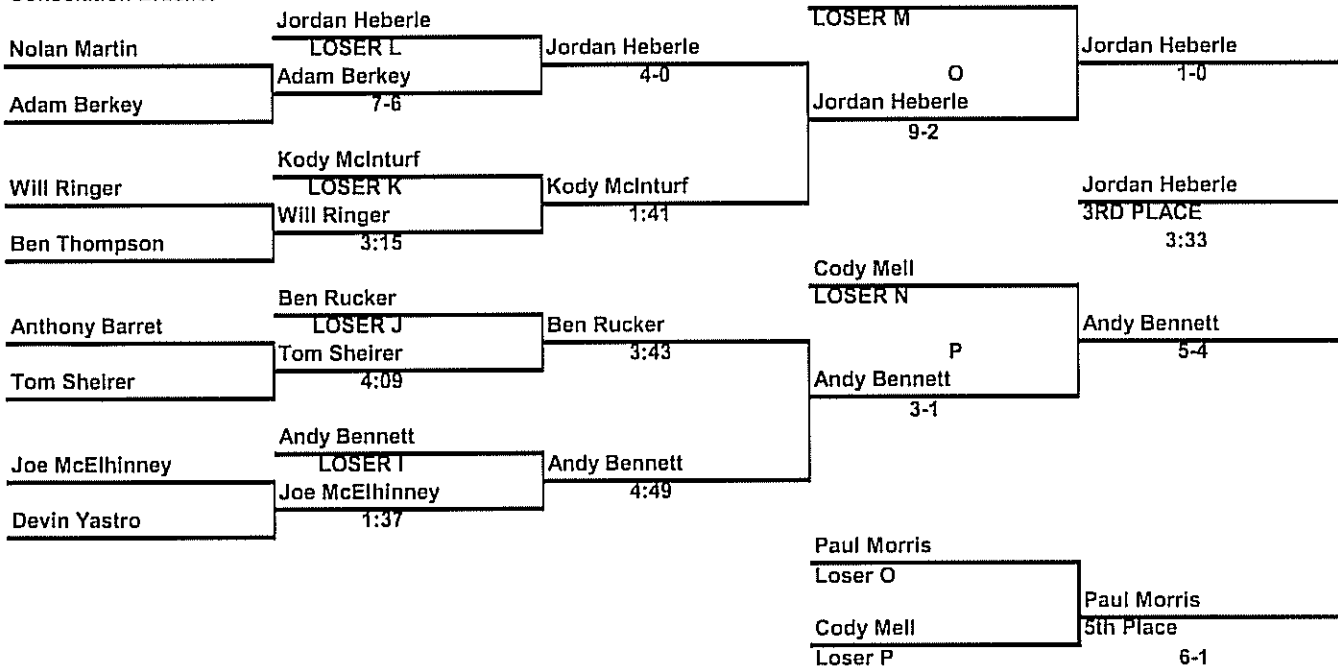 Jordan Heberle
LOSER M
Nolan Martin
LOSER L
Jordan Heberle
Jordan Heberle
Adam Berkey
4-0
O
1-0
Adam Berkey
7-6
Jordan Heberle
9-2
Kody McInturf
Will Ringer
LOSER K
Kody McInturf
Jordan Heberle
Will Ringer
1:41
3RD PLACE
Ben Thompson
3:15
3:33
Cody Mell
Ben Rucker
LOSER N
Anthony Barret
LOSER J
Ben Rucker
Andy Bennett
Tom Sheirer
3:43
P
5-4
Tom Sheirer
4:09
Andy Bennett
3-1
Andy Bennett
Joe McElhinney
LOSER I
Andy Bennett
Joe McElhinney
4:49
Devin Yastro
1:37
Paul Morris
Loser O
Paul Morris
Cody Mell
5th Place
Loser P
6-1